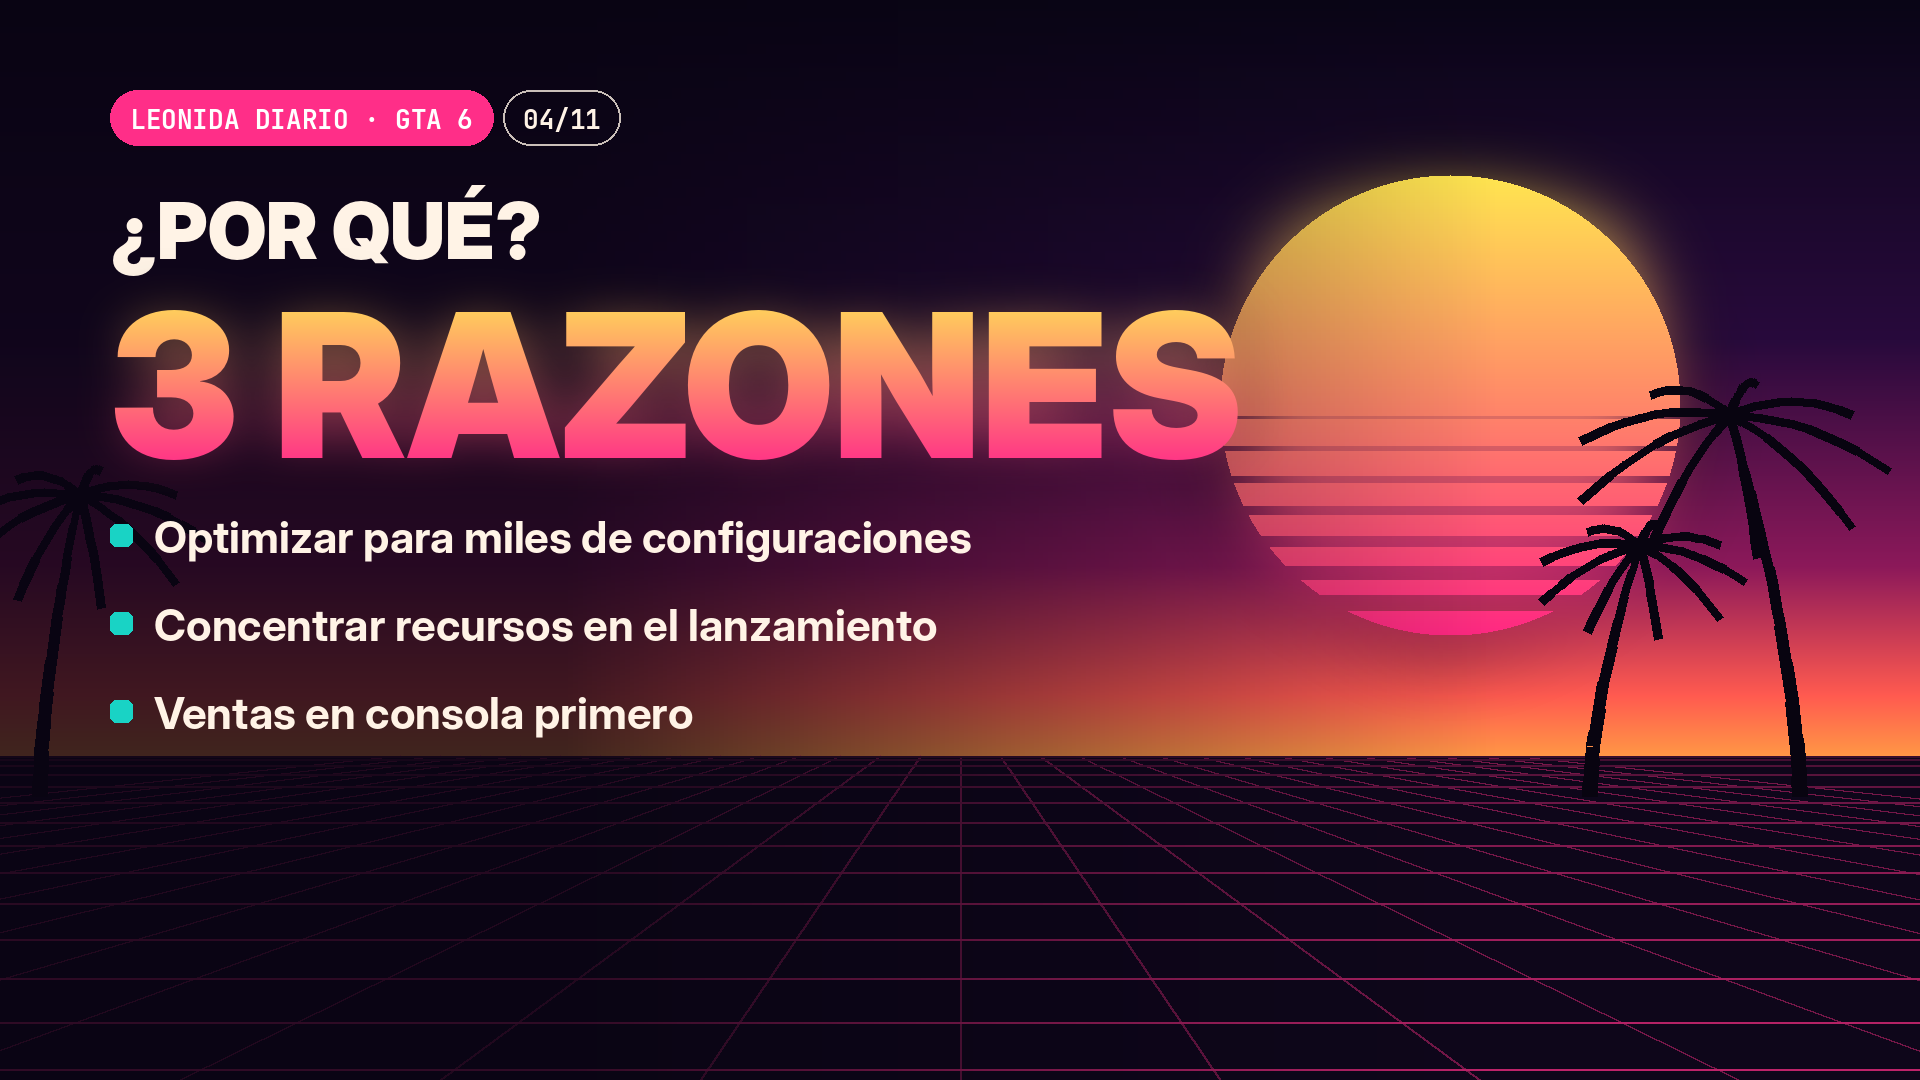 LEONIDA DIARIO · GTA 6
04/11
¿POR QUÉ?
3 RAZONES
Optimizar para miles de configuraciones
Concentrar recursos en el lanzamiento
Ventas en consola primero